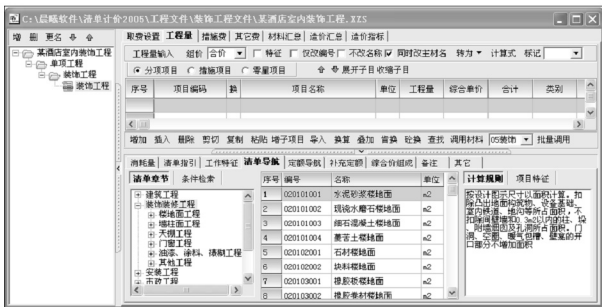 C:\晨曦软件\清单计价2005\工程文件\装饰工程文件\某酒店室内装饰工程.XZS
增 删 更名
取费设置 工程量 措施费 其它费 材料汇总 造价汇总 造价指标
某酒店室内装饰工程
单项工程
装饰工程
装饰工程
工程量输入 组价 合价 特征 仅改编号 不改名称 同时改主材名 转为 计算式 标记
分项项目 措施项目 零星项目 展开子目 收缩子目
序号 项目编码 换 项目名称 单位 工程量 综合单价 合计 类别
增加 插入 删除 剪切 复制 粘贴 增子项目 导入 换算 叠加 首换 砼换 查找 调用材料 05装饰 批量调用
消耗量 清单指引 工作特征 清单导航 定额导航 补充定额 综合价组成 备注 其它
清单章节 条件检索
建筑工程
装饰装修工程
楼地面工程
墙柱面工程
天棚工程
门窗工程
油漆、涂料、裱糊工程
其他工程
安装工程
市政工程
序号 编号 名称 单位
1 020101001 水泥砂浆楼地面 m2
2 020101002 现浇水磨石楼地面 m2
3 020101003 细石混凝土楼地面 m2
4 020101004 菱苦土楼地面 m2
5 020102001 石材楼地面 m2
6 020102002 块料楼地面 m2
7 020103001 橡胶板楼地面 m2
8 020103002 橡胶卷材楼地面 m2
计算规则 项目特征
按设计图示尺寸以面积计算。扣
除凸出地面构筑物、设备基础、
室内铁道、地沟等所占面积，不
扣除间壁墙和0.3m2以内的柱、垛
、附墙烟囱及孔洞所占面积。门
洞、空圈、暖气包槽、壁龛的开
口部分不增加面积